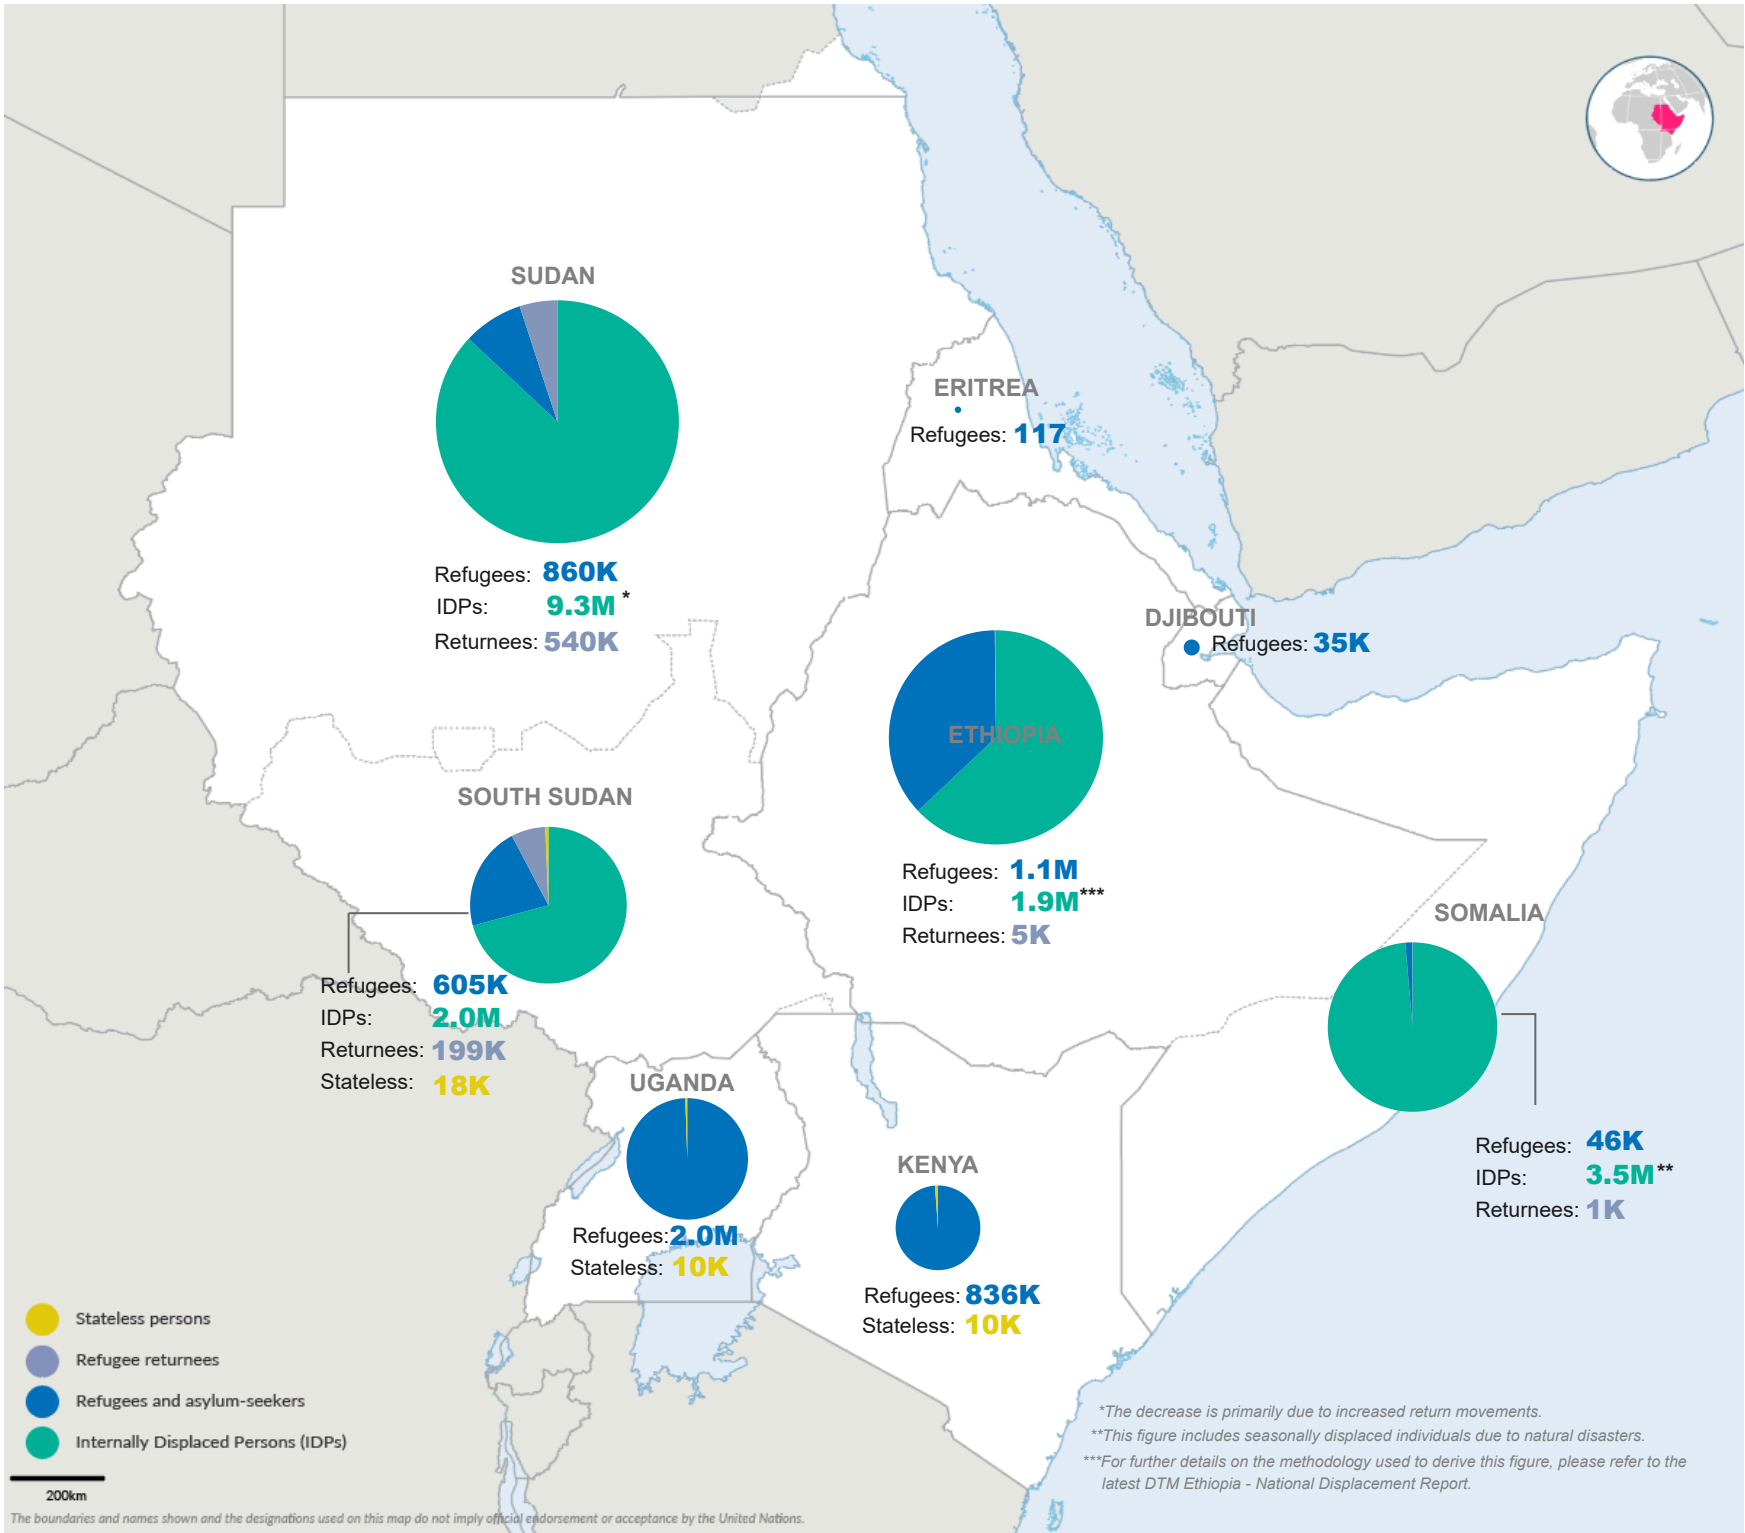 SUDAN
Refugees: 860K
IDPs: 9.3M *
Returnees: 540K
ERITREA
Refugees: 117
DJIBOUTI
Refugees: 35K
ETHIOPIA
Refugees: 1.1M
IDPs: 1.9M***
Returnees: 5K
SOUTH SUDAN
Refugees: 605K
IDPs: 2.0M
Returnees: 199K
Stateless: 18K
SOMALIA
Refugees: 46K
IDPs: 3.5M**
Returnees: 1K
UGANDA
Refugees: 2.0M
Stateless: 10K
KENYA
Refugees: 836K
Stateless: 10K
Stateless persons
Refugee returnees
Refugees and asylum-seekers
Internally Displaced Persons (IDPs)
200km
*The decrease is primarily due to increased return movements.
**This figure includes seasonally displaced individuals due to natural disasters.
***For further details on the methodology used to derive this figure, please refer to the
latest DTM Ethiopia - National Displacement Report.
The boundaries and names shown and the designations used on this map do not imply official endorsement or acceptance by the United Nations.